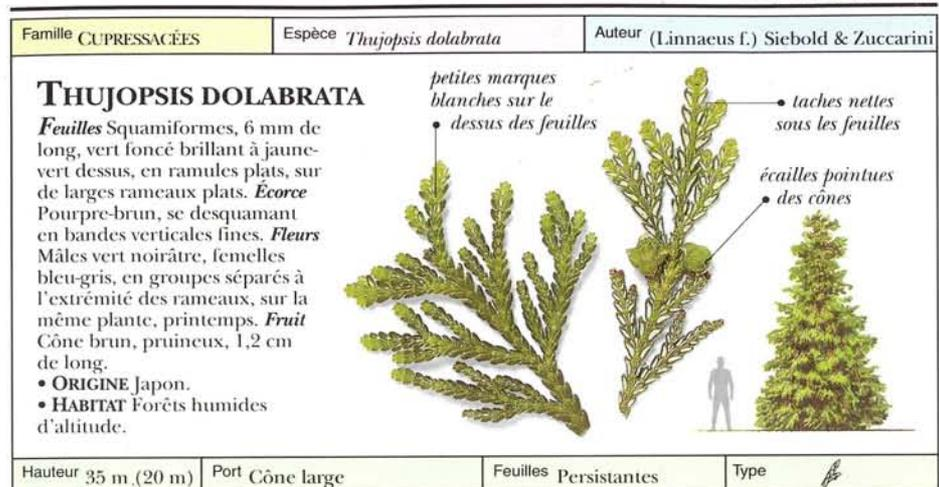 Famille CUPRESSACÉES
Espèce Thujopsis dolabrata
Auteur (Linnaeus f.) Siebold & Zuccarini
THUJOPSIS DOLABRATA
Feuilles Squamiformes, 6 mm de
long, vert foncé brillant à jaune-
vert dessus, en ramules plats, sur
de larges rameaux plats. Écorce
Pourpre-brun, se desquamant
en bandes verticales fines. Fleurs
Mâles vert noirâtre, femelles
bleu-gris, en groupes séparés à
l'extrémité des rameaux, sur la
même plante, printemps. Fruit
Cône brun, pruineux, 1,2 cm
de long.
• ORIGINE Japon.
• HABITAT Forêts humides
d'altitude.
petites marques
blanches sur le
dessus des feuilles
taches nettes
sous les feuilles
écailles pointues
des cônes
Hauteur 35 m (20 m)
Port Cône large
Feuilles Persistantes
Type